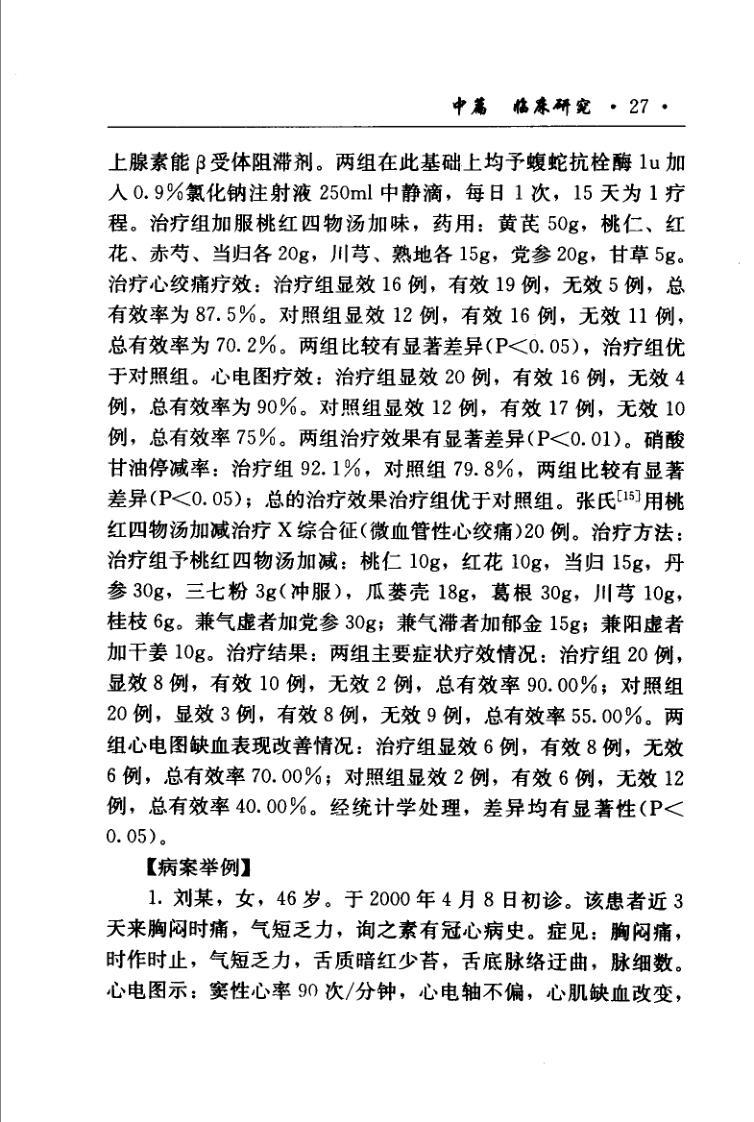 中篇 临床研究 · 27 ·
上腺素能β受体阻滞剂。两组在此基础上均予蝮蛇抗栓酶 1u 加
入 0.9%氯化钠注射液 250ml 中静滴，每日 1 次，15 天为 1 疗
程。治疗组加服桃红四物汤加味，药用：黄芪 50g，桃仁、红
花、赤芍、当归各 20g，川芎、熟地各 15g，党参 20g，甘草 5g。
治疗心绞痛疗效：治疗组显效 16 例，有效 19 例，无效 5 例，总
有效率为 87.5%。对照组显效 12 例，有效 16 例，无效 11 例，
总有效率为 70.2%。两组比较有显著差异(P<0.05)，治疗组优
于对照组。心电图疗效：治疗组显效 20 例，有效 16 例，无效 4
例，总有效率为 90%。对照组显效 12 例，有效 17 例，无效 10
例，总有效率 75%。两组治疗效果有显著差异(P<0.01)。硝酸
甘油停减率：治疗组 92.1%，对照组 79.8%，两组比较有显著
差异(P<0.05)；总的治疗效果治疗组优于对照组。张氏[15]用桃
红四物汤加减治疗 X 综合征(微血管性心绞痛)20 例。治疗方法：
治疗组予桃红四物汤加减：桃仁 10g，红花 10g，当归 15g，丹
参 30g，三七粉 3g(冲服)，瓜蒌壳 18g，葛根 30g，川芎 10g，
桂枝 6g。兼气虚者加党参 30g；兼气滞者加郁金 15g；兼阳虚者
加干姜 10g。治疗结果：两组主要症状疗效情况：治疗组 20 例，
显效 8 例，有效 10 例，无效 2 例，总有效率 90.00%；对照组
20 例，显效 3 例，有效 8 例，无效 9 例，总有效率 55.00%。两
组心电图缺血表现改善情况：治疗组显效 6 例，有效 8 例，无效
6 例，总有效率 70.00%；对照组显效 2 例，有效 6 例，无效 12
例，总有效率 40.00%。经统计学处理，差异均有显著性(P<
0.05)。
【病案举例】
1. 刘某，女，46 岁。于 2000 年 4 月 8 日初诊。该患者近 3
天来胸闷时痛，气短乏力，询之素有冠心病史。症见：胸闷痛，
时作时止，气短乏力，舌质暗红少苔，舌底脉络迂曲，脉细数。
心电图示：窦性心率 90 次/分钟，心电轴不偏，心肌缺血改变，